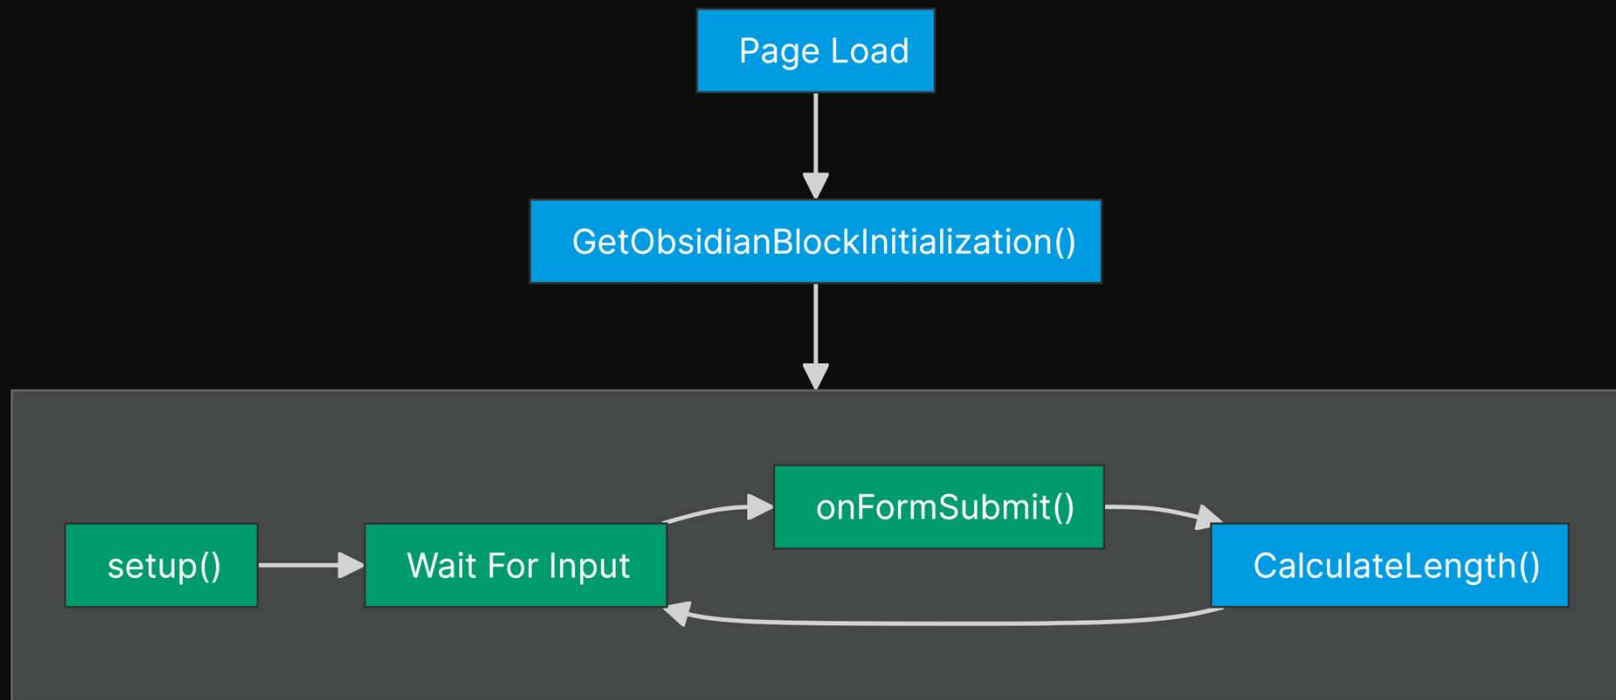 Page Load
GetObsidianBlockInitialization()
onFormSubmit()
setup()
Wait For Input
CalculateLength()